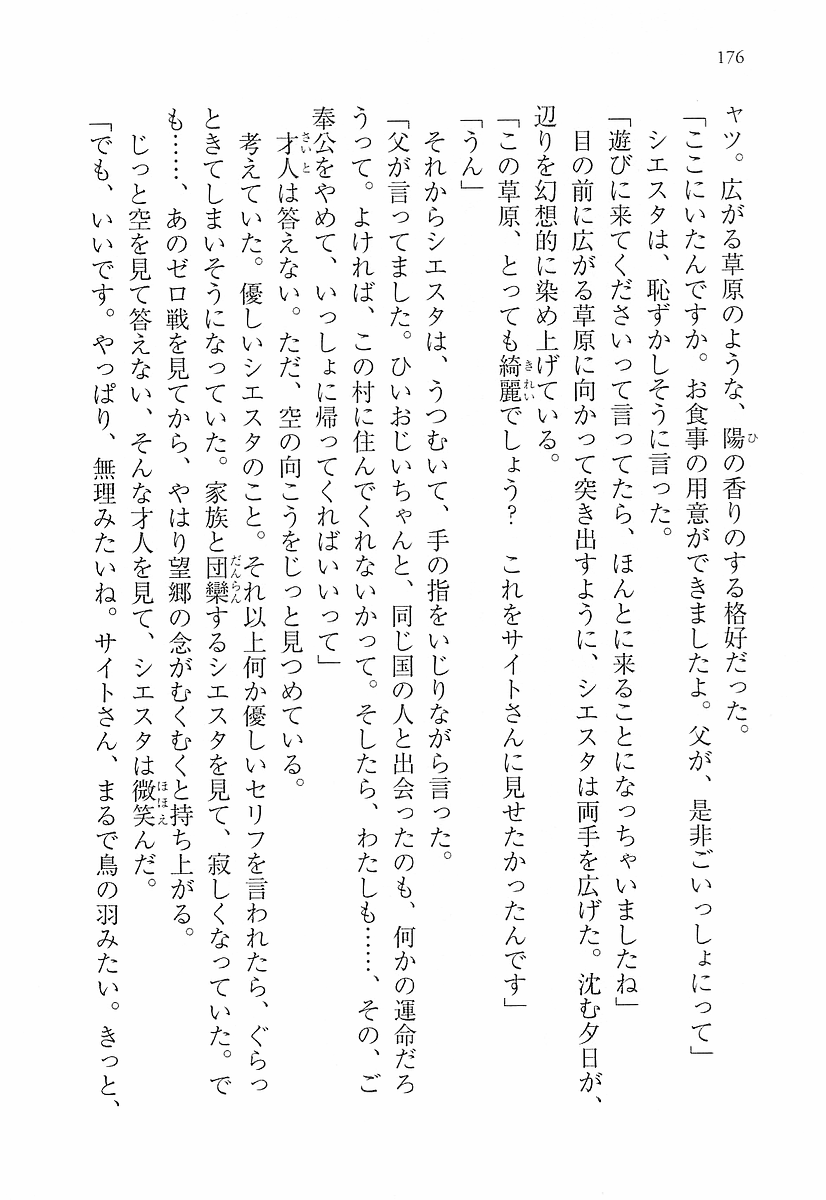 176
ャツ。広がる草原のような、陽の香りのする格好だった。
「ここにいたんですか。お食事の用意ができましたよ。父が、是非ごいっしょにって」
シエスタは、恥ずかしそうに言った。
「遊びに来てくださいって言ってたら、ほんとに来ることになっちゃいましたね」
目の前に広がる草原に向かって突き出すように、シエスタは両手を広げた。沈む夕日が、
辺りを幻想的に染め上げている。
「この草原、とっても綺麗でしょう？　これをサイトさんに見せたかったんです」
「うん」
それからシエスタは、うつむいて、手の指をいじりながら言った。
「父が言ってました。ひいおじいちゃんと、同じ国の人と出会ったのも、何かの運命だろ
うって。よければ、この村に住んでくれないかって。そしたら、わたしも……、その、ご
奉公をやめて、いっしょに帰ってくればいいって」
才人は答えない。ただ、空の向こうをじっと見つめている。
考えていた。優しいシエスタのこと。それ以上何か優しいセリフを言われたら、ぐらっ
ときてしまいそうになっていた。家族と団欒するシエスタを見て、寂しくなっていた。で
も……、あのゼロ戦を見てから、やはり望郷の念がむくむくと持ち上がる。
じっと空を見て答えない、そんな才人を見て、シエスタは微笑んだ。
「でも、いいです。やっぱり、無理みたいね。サイトさん、まるで鳥の羽みたい。きっと、